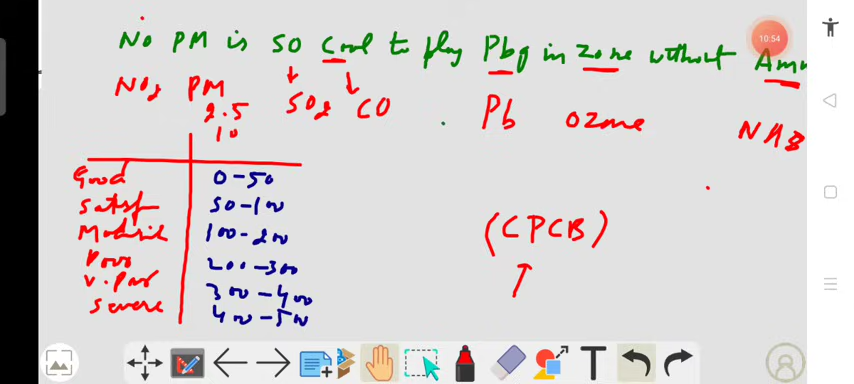 10:54
No PM is SO Cool to play Pbg in zone without Amm
NO2 PM SO2 CO Pb ozone
2.5
10
Good 0-50
Satisf 50-100
100-200
Poor 200-300
V. Poor 300-400
Severe 400-500
(CPCB)
T